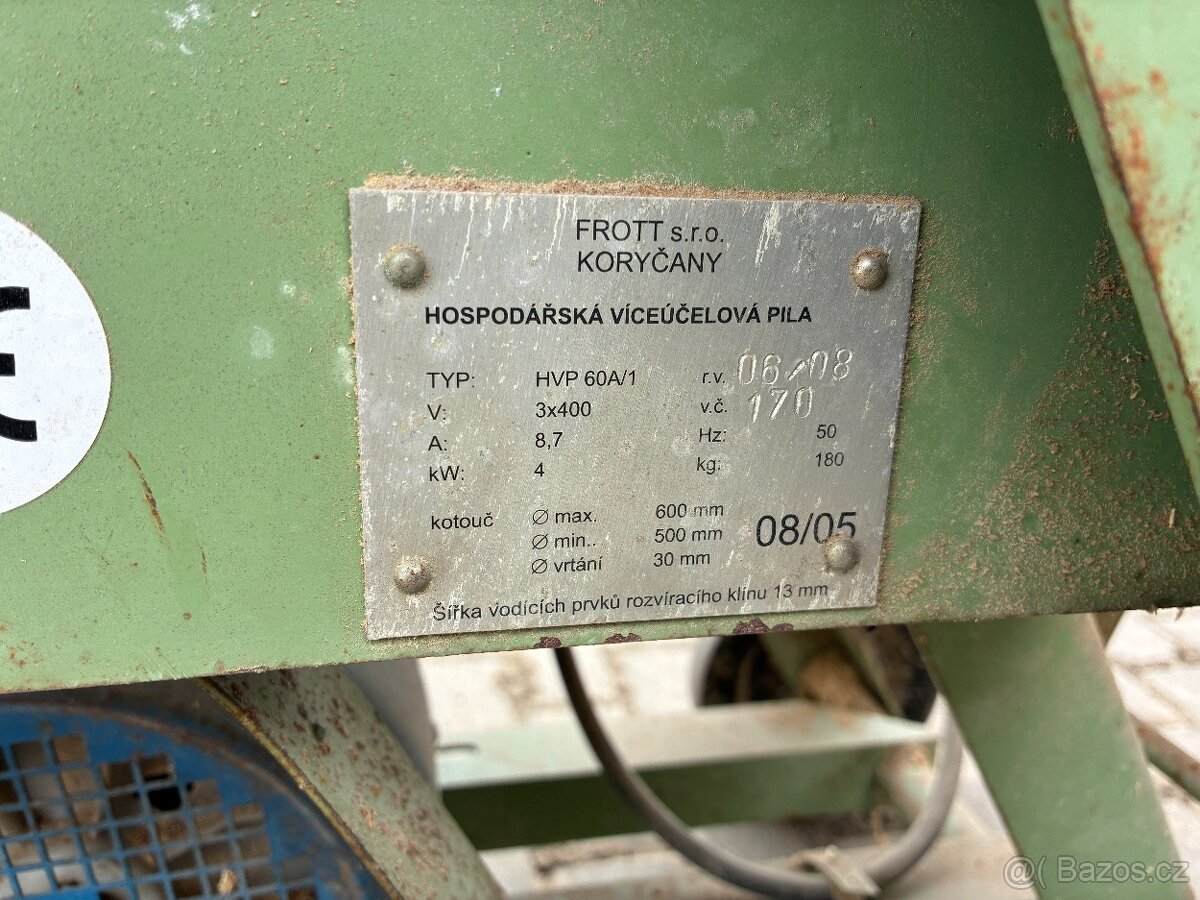 FROTT s.r.o.
KORYČANY
HOSPODÁŘSKÁ VÍCEÚČELOVÁ PILA
TYP: HVP 60A/1 r.v. 06/08
V: 3x400 v.č. 170
A: 8,7 Hz: 50
kW: 4 kg: 180
kotouč Ø max. 600 mm
Ø min.. 500 mm 08/05
Ø vrtání 30 mm
Šířka vodících prvků rozvíracího klínu 13 mm
@( Bazos.cz